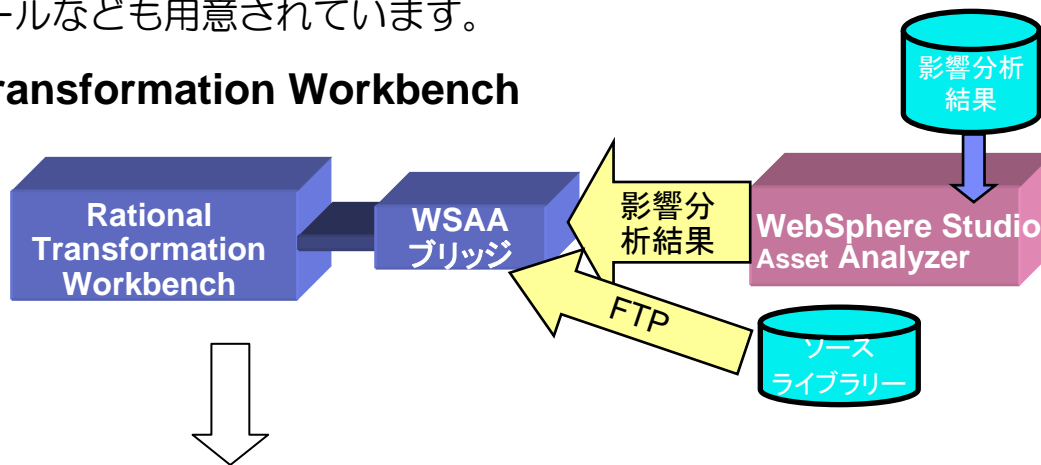 ールなども用意されています。
ransformation Workbench
影響分析
結果
Rational
Transformation
Workbench
WSAA
ブリッジ
影響分
析結果
WebSphere Studio
Asset Analyzer
FTP
ソース
ライブラリー